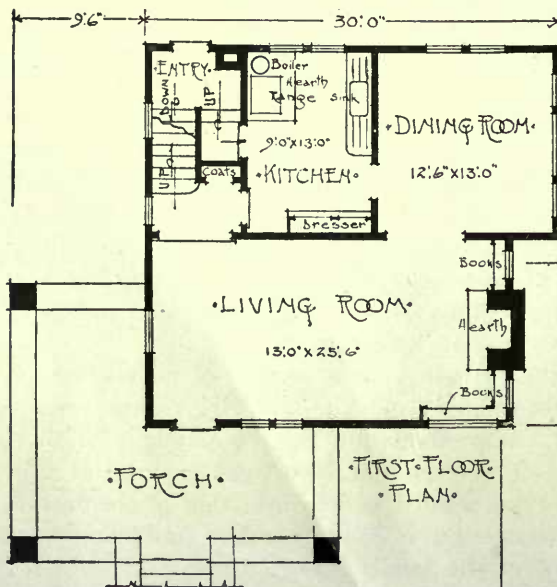 9'6"
30'0"
·ENTRY·
DOWN
6
UP
Boiler
Hearth
Range
Sink
9'0"X13'0"
·KITCHEN·
Coats
UP
Dresser
·DINING ROOM·
12'6"X13'0"
·LIVING ROOM·
13'0"X25'6"
Books
Hearth
Books
·PORCH·
·FIRST·FLOOR·
PLAN·